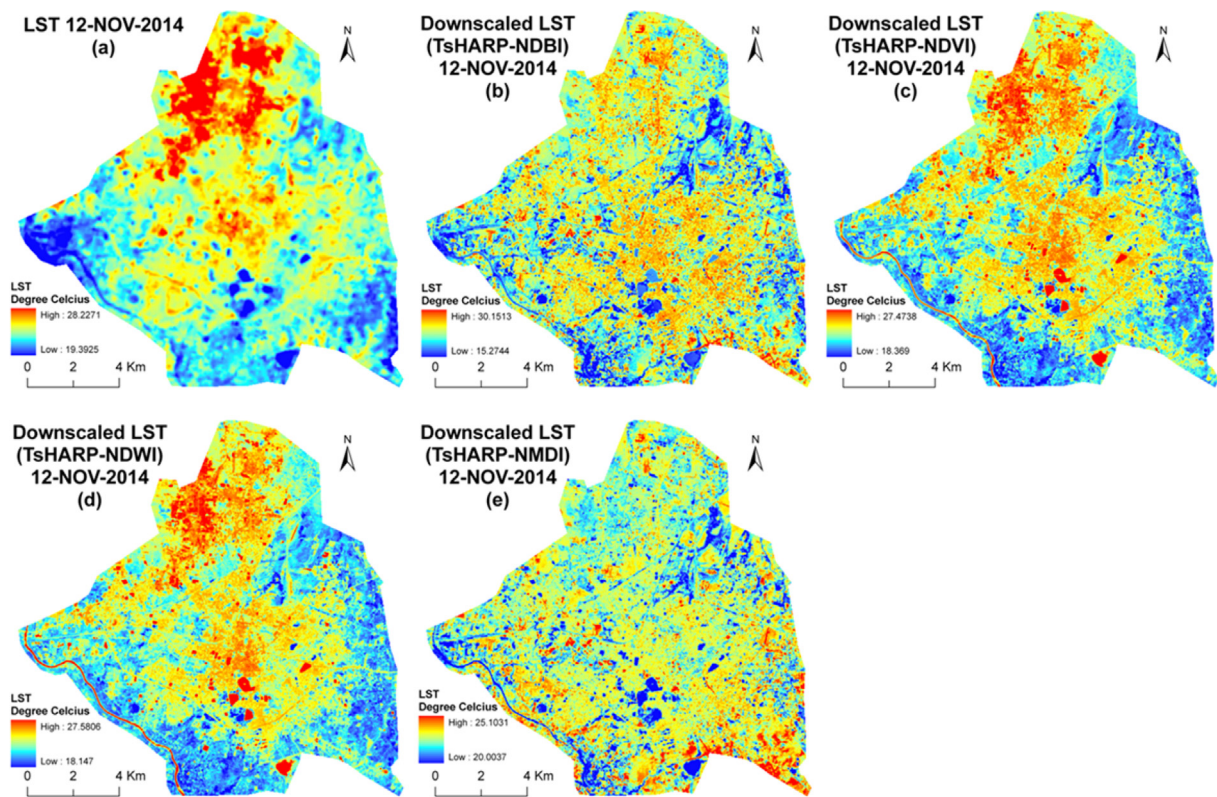 LST 12-NOV-2014
(a)
N
LST
Degree Celcius
High : 28.2271
Low : 19.3925
0 2 4 Km
Downscaled LST
(TsHARP-NDBI)
12-NOV-2014
(b)
N
LST
Degree Celcius
High : 30.1513
Low : 15.2744
0 2 4 Km
Downscaled LST
(TsHARP-NDVI)
12-NOV-2014
(c)
N
LST
Degree Celcius
High : 27.4738
Low : 18.369
0 2 4 Km
Downscaled LST
(TsHARP-NDWI)
12-NOV-2014
(d)
N
LST
Degree Celcius
High : 27.5806
Low : 18.147
0 2 4 Km
Downscaled LST
(TsHARP-NMDI)
12-NOV-2014
(e)
N
LST
Degree Celcius
High : 25.1031
Low : 20.0037
0 2 4 Km